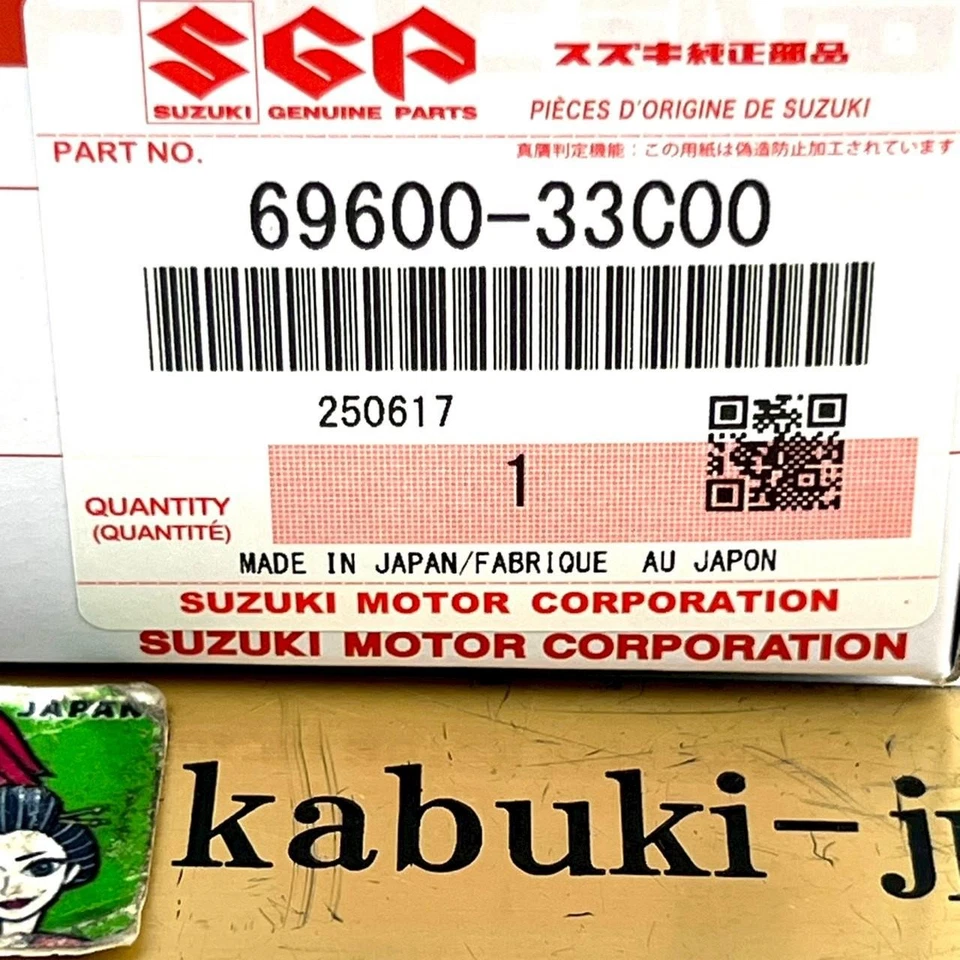 SGP
スズキ純正部品
SUZUKI GENUINE PARTS
PIÈCES D'ORIGINE DE SUZUKI
PART NO.
真贋判定機能：この用紙は偽造防止加工されています
69600-33C00
250617
1
QUANTITY
(QUANTITÉ)
MADE IN JAPAN/FABRIQUE AU JAPON
SUZUKI MOTOR CORPORATION
SUZUKI MOTOR CORPORATION
JAPAN
kabuki-jp